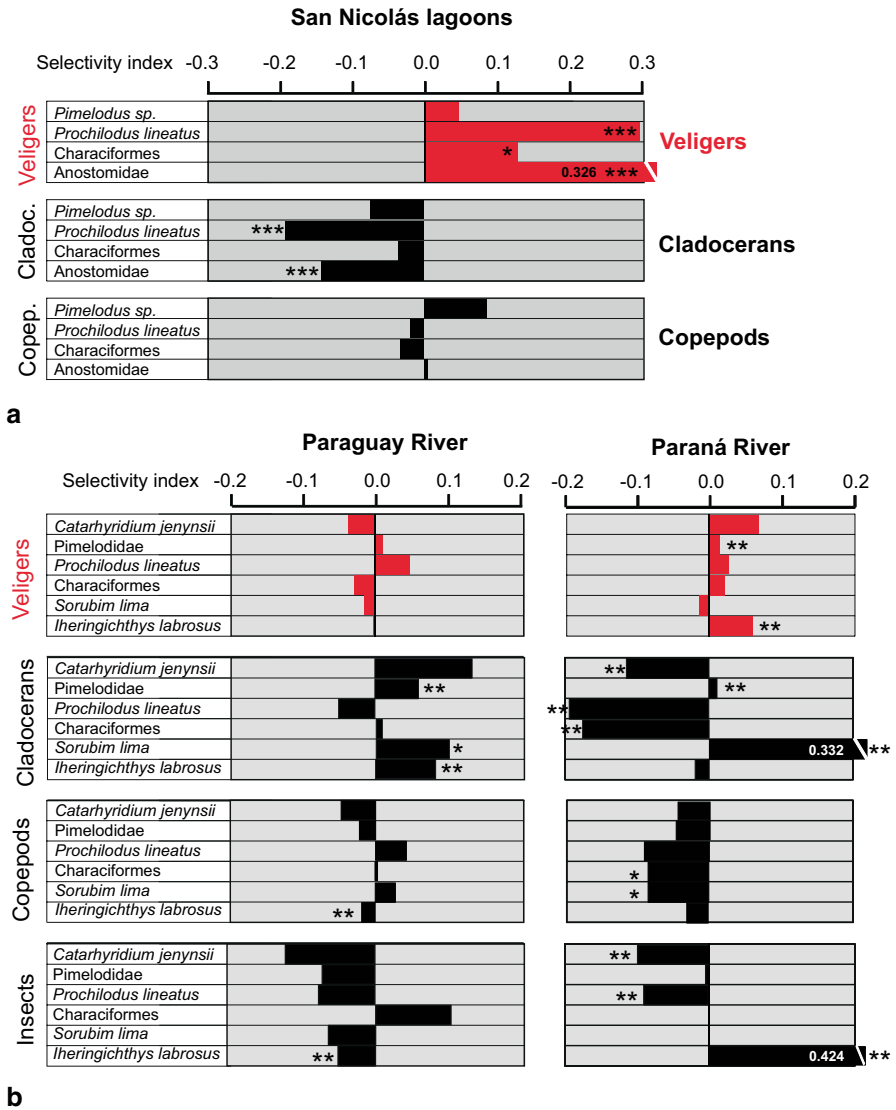 San Nicolás lagoons
Selectivity index -0.3 -0.2 -0.1 0.0 0.1 0.2 0.3
Veligers
Pimelodus sp.
Prochilodus lineatus ***
Characiformes *
Anostomidae 0.326 ***
Veligers
Cladoc.
Pimelodus sp.
Prochilodus lineatus ***
Characiformes
Anostomidae ***
Cladocerans
Copep.
Pimelodus sp.
Prochilodus lineatus
Characiformes
Anostomidae
Copepods
a
Paraguay River Paraná River
Selectivity index -0.2 -0.1 0.0 0.1 0.2 -0.2 -0.1 0.0 0.1 0.2
Veligers
Catarhyridium jenynsii
Pimelodidae **
Prochilodus lineatus
Characiformes
Sorubim lima
Iheringichthys labrosus **
Cladocerans
Catarhyridium jenynsii **
Pimelodidae ** **
Prochilodus lineatus **
Characiformes **
Sorubim lima * 0.332 **
Iheringichthys labrosus **
Copepods
Catarhyridium jenynsii
Pimelodidae
Prochilodus lineatus
Characiformes *
Sorubim lima *
Iheringichthys labrosus **
Insects
Catarhyridium jenynsii **
Pimelodidae
Prochilodus lineatus **
Characiformes
Sorubim lima
Iheringichthys labrosus ** 0.424 **
b